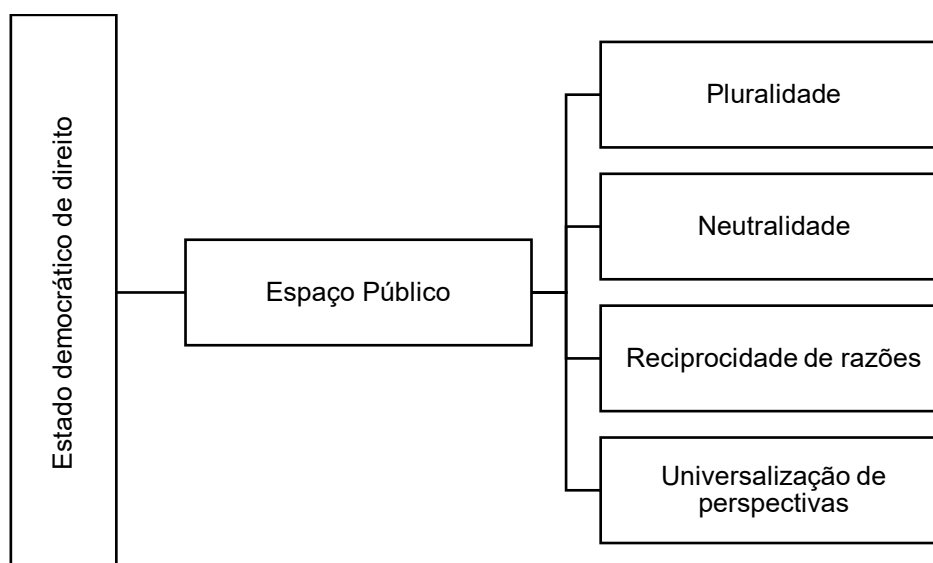 Estado democrático de direito
Espaço Público
Pluralidade
Neutralidade
Reciprocidade de razões
Universalização de
perspectivas